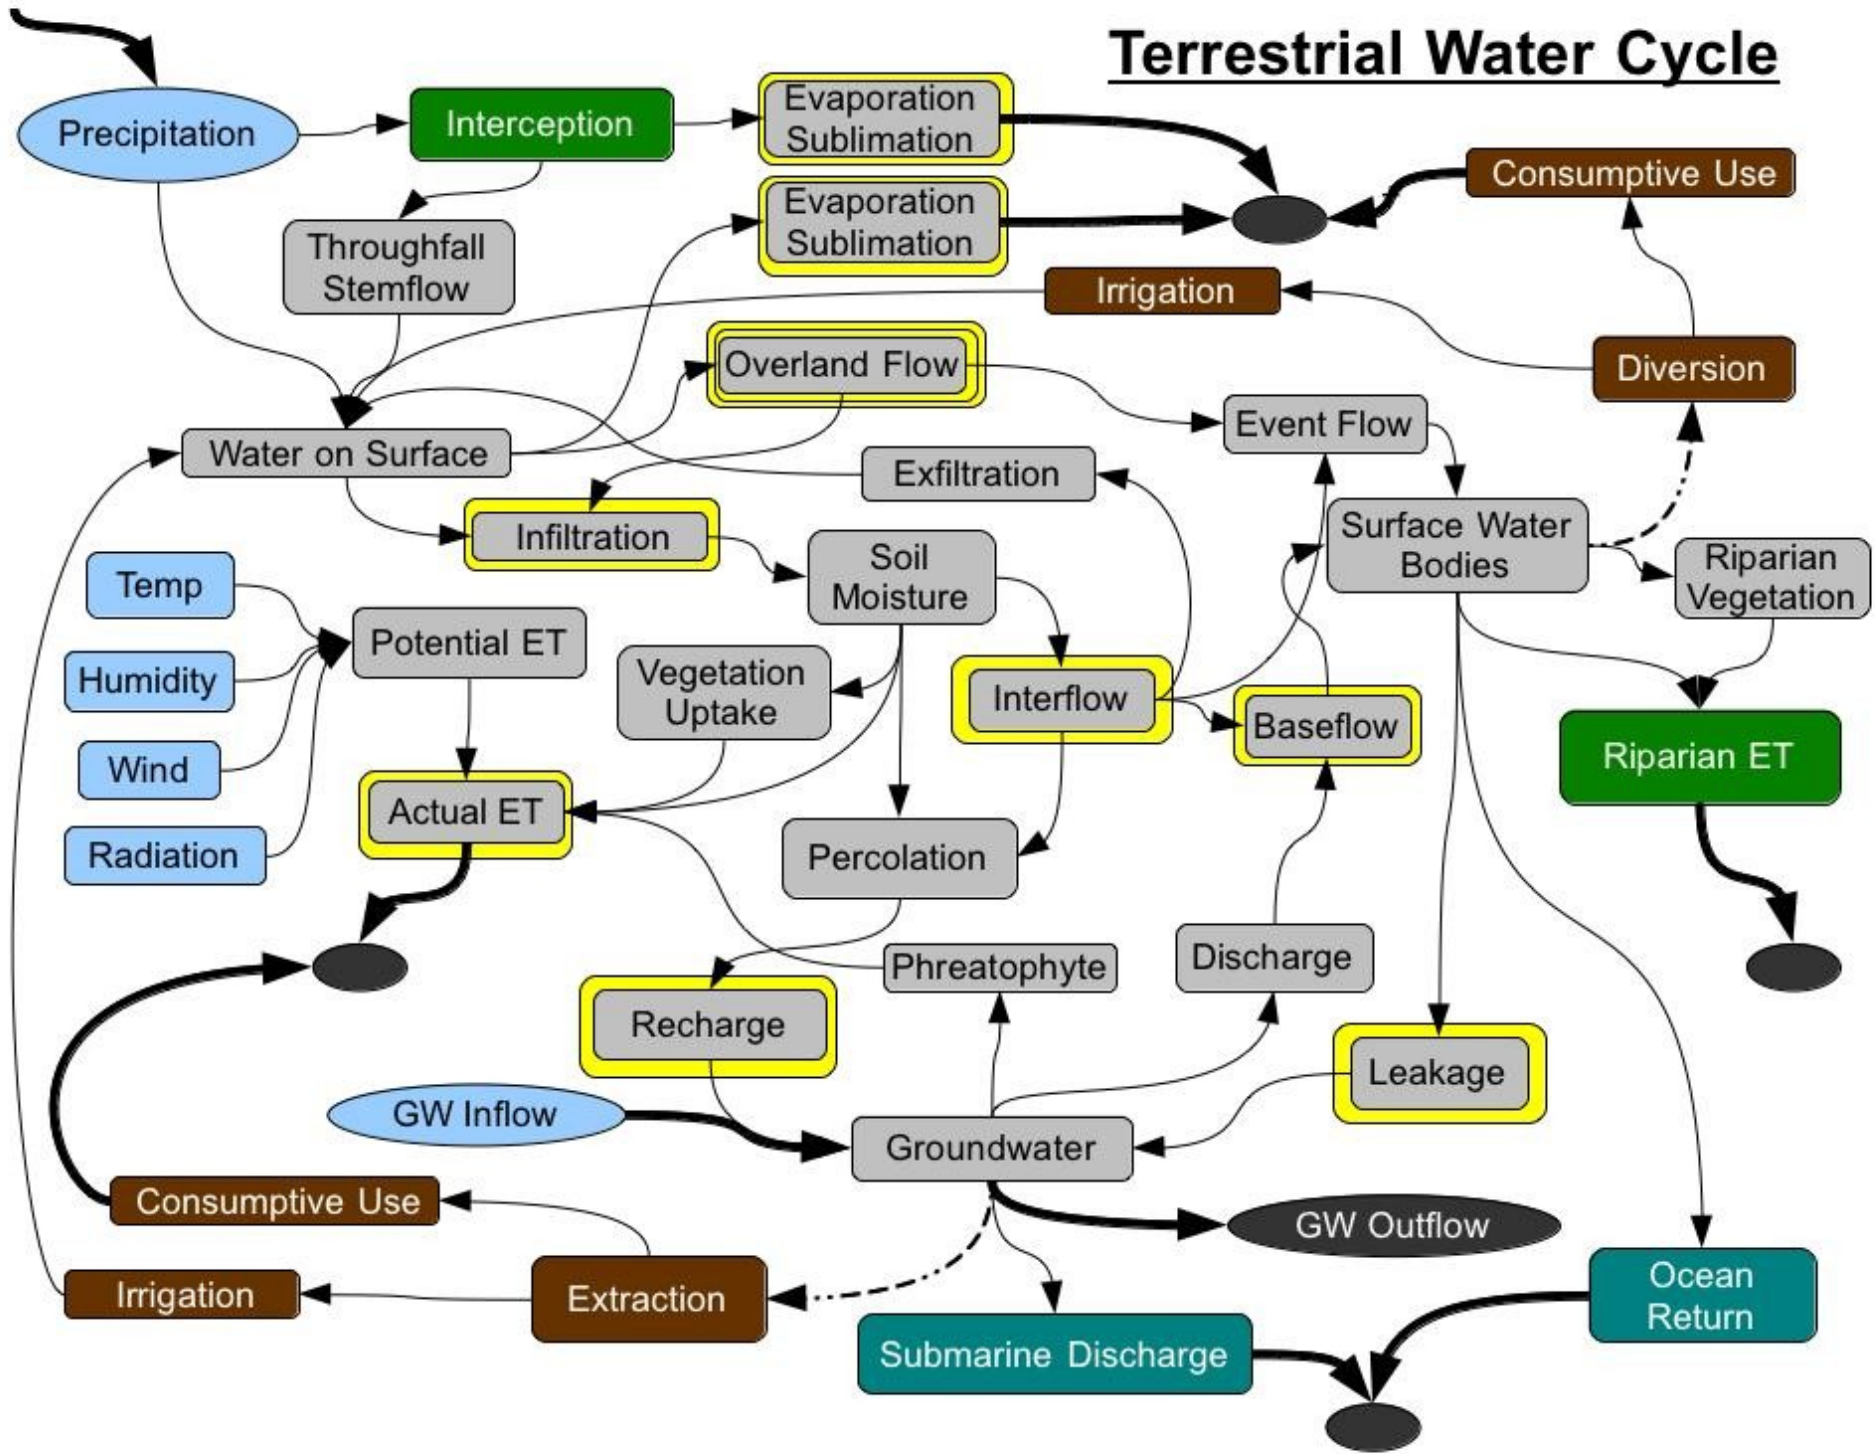 Terrestrial Water Cycle
Precipitation
Interception
Evaporation
Sublimation
Evaporation
Sublimation
Consumptive Use
Throughfall
Stemflow
Irrigation
Overland Flow
Diversion
Event Flow
Water on Surface
Exfiltration
Infiltration
Soil
Moisture
Surface Water
Bodies
Riparian
Vegetation
Temp
Potential ET
Humidity
Vegetation
Uptake
Interflow
Baseflow
Wind
Riparian ET
Actual ET
Radiation
Percolation
Phreatophyte
Discharge
Recharge
Leakage
GW Inflow
Groundwater
Consumptive Use
GW Outflow
Irrigation
Extraction
Ocean
Return
Submarine Discharge